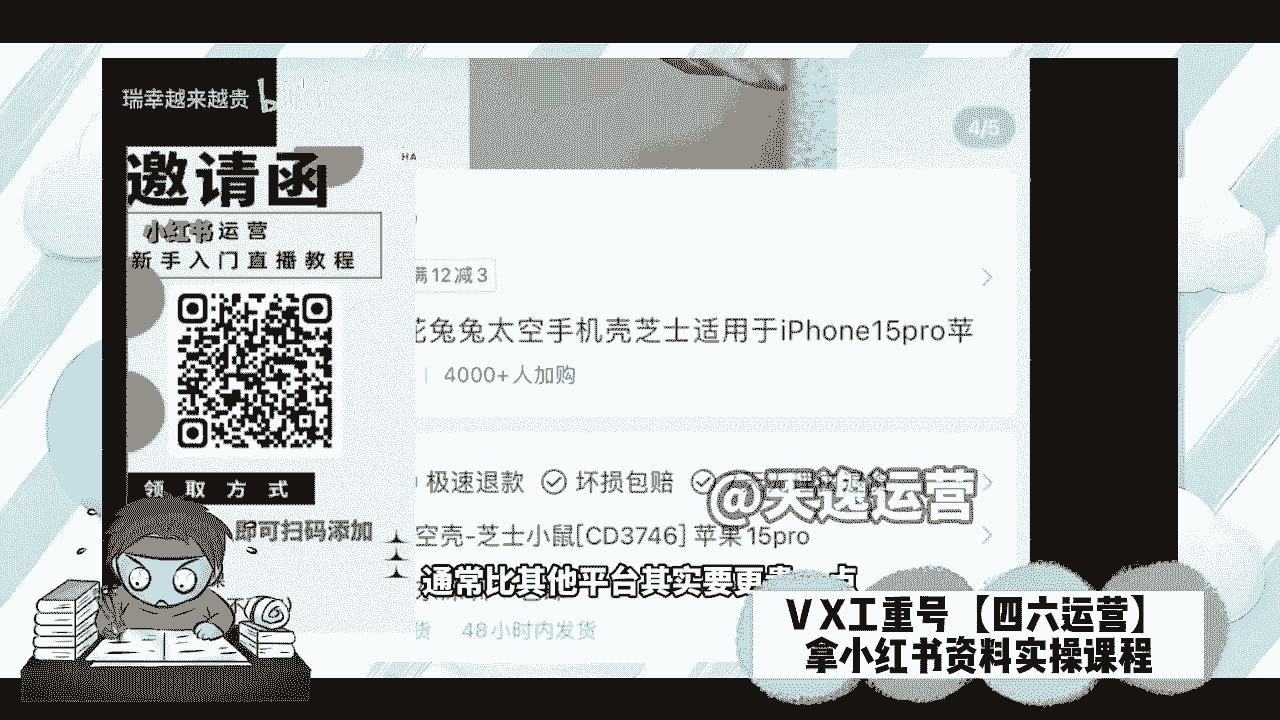 瑞幸越来越贵
4/5
邀请函
HA
小红书运营
新手入门直播教程
满12减3
花兔兔太空手机壳芝士适用于iPhone15pro苹
4000+人加购
极速退款 坏损包赔
@天逸运营
领取方式
即可扫码添加
空壳-芝士小鼠[CD3746] 苹果15pro
通常比其他平台其实要更贵一点
货 48小时内发货
VX工重号【四六运营】
拿小红书资料实操课程